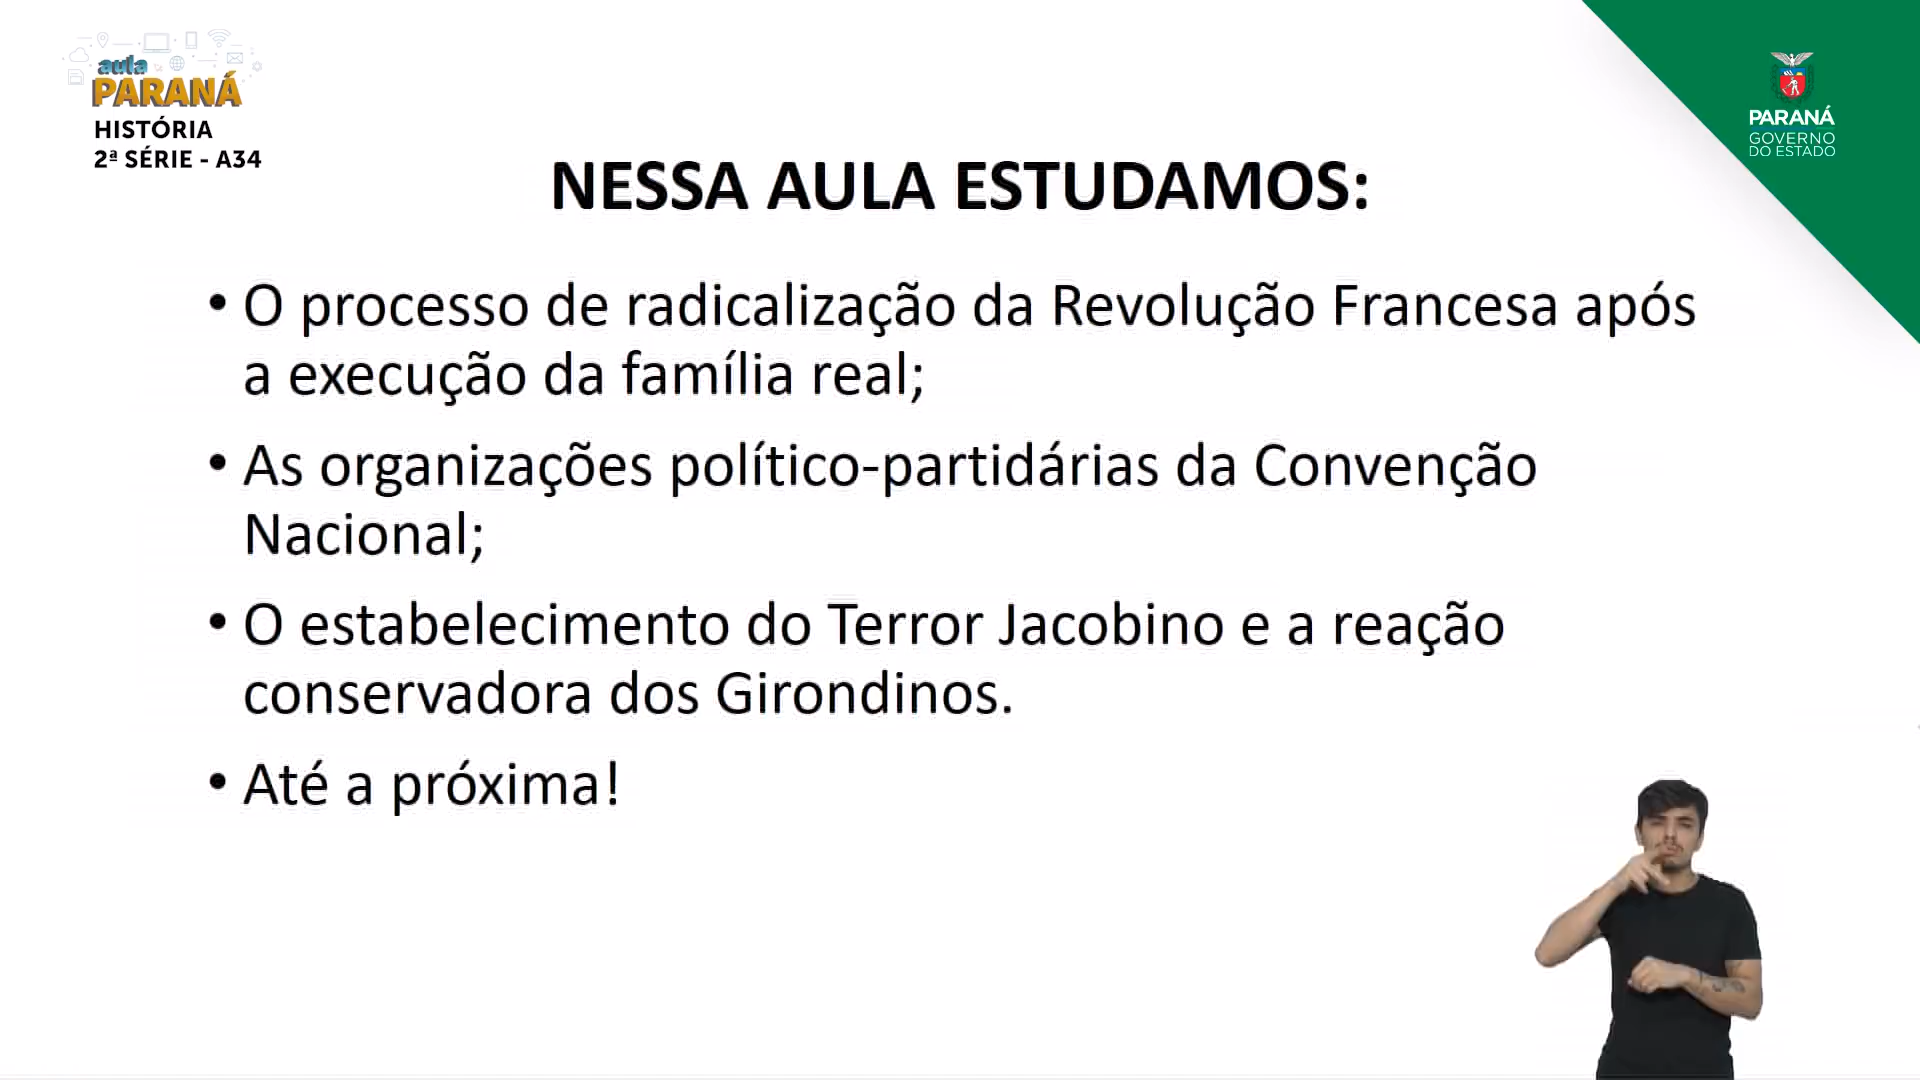 aula
PARANÁ
HISTÓRIA
2ª SÉRIE - A34
PARANÁ
GOVERNO
DO ESTADO
NESSA AULA ESTUDAMOS:
• O processo de radicalização da Revolução Francesa após
a execução da família real;
• As organizações político-partidárias da Convenção
Nacional;
• O estabelecimento do Terror Jacobino e a reação
conservadora dos Girondinos.
• Até a próxima!